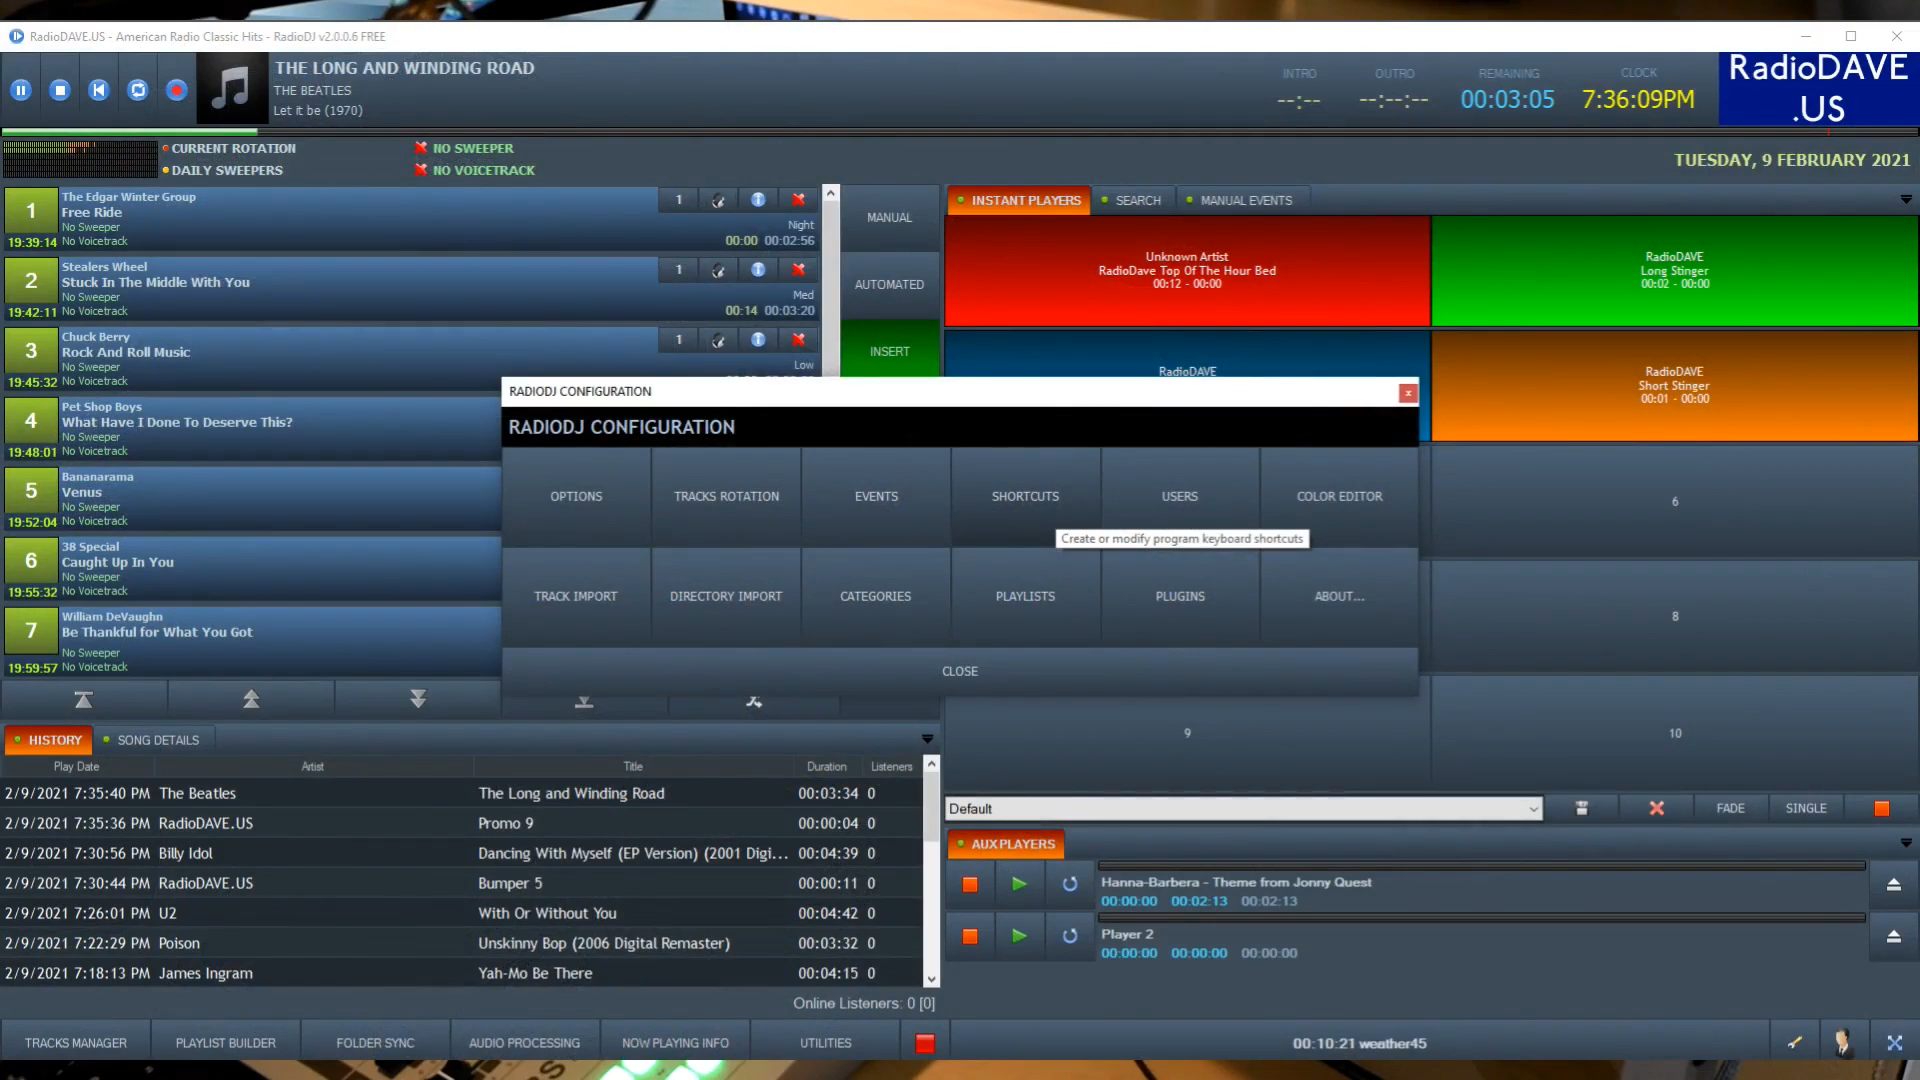 RadioDAVE.US - American Radio Classic Hits - RadioDJ v2.0.0.6 FREE
THE LONG AND WINDING ROAD
THE BEATLES
Let it be (1970)
INTRO
--:--
OUTRO
--:--:--
REMAINING
00:03:05
CLOCK
7:36:09PM
RadioDAVE
.US
CURRENT ROTATION
NO SWEEPER
DAILY SWEEPERS
NO VOICETRACK
TUESDAY, 9 FEBRUARY 2021
1
19:39:14
The Edgar Winter Group
Free Ride
No Sweeper
No Voicetrack
1
Night
00:00 00:02:56
2
19:42:11
Stealers Wheel
Stuck In The Middle With You
No Sweeper
No Voicetrack
1
Med
00:14 00:03:20
3
19:45:32
Chuck Berry
Rock And Roll Music
No Sweeper
No Voicetrack
1
Low
4
19:48:01
Pet Shop Boys
What Have I Done To Deserve This?
No Sweeper
No Voicetrack
5
19:52:04
Bananarama
Venus
No Sweeper
No Voicetrack
6
19:55:32
38 Special
Caught Up In You
No Sweeper
No Voicetrack
7
19:59:57
William DeVaughn
Be Thankful for What You Got
No Sweeper
No Voicetrack
MANUAL
AUTOMATED
INSERT
INSTANT PLAYERS
SEARCH
MANUAL EVENTS
Unknown Artist
RadioDave Top Of The Hour Bed
00:12 - 00:00
RadioDAVE
Long Stinger
00:02 - 00:00
RadioDAVE
RadioDAVE
Short Stinger
00:01 - 00:00
6
8
9
10
RADIODJ CONFIGURATION
RADIODJ CONFIGURATION
OPTIONS
TRACKS ROTATION
EVENTS
SHORTCUTS
USERS
COLOR EDITOR
Create or modify program keyboard shortcuts
TRACK IMPORT
DIRECTORY IMPORT
CATEGORIES
PLAYLISTS
PLUGINS
ABOUT...
CLOSE
HISTORY
SONG DETAILS
Play Date Artist Title Duration Listeners
2/9/2021 7:35:40 PM The Beatles The Long and Winding Road 00:03:34 0
2/9/2021 7:35:36 PM RadioDAVE.US Promo 9 00:00:04 0
2/9/2021 7:30:56 PM Billy Idol Dancing With Myself (EP Version) (2001 Digi... 00:04:39 0
2/9/2021 7:30:44 PM RadioDAVE.US Bumper 5 00:00:11 0
2/9/2021 7:26:01 PM U2 With Or Without You 00:04:42 0
2/9/2021 7:22:29 PM Poison Unskinny Bop (2006 Digital Remaster) 00:03:32 0
2/9/2021 7:18:13 PM James Ingram Yah-Mo Be There 00:04:15 0
Online Listeners: 0 [0]
Default
FADE
SINGLE
AUX PLAYERS
Hanna-Barbera - Theme from Jonny Quest
00:00:00 00:02:13 00:02:13
Player 2
00:00:00 00:00:00 00:00:00
TRACKS MANAGER
PLAYLIST BUILDER
FOLDER SYNC
AUDIO PROCESSING
NOW PLAYING INFO
UTILITIES
00:10:21 weather45